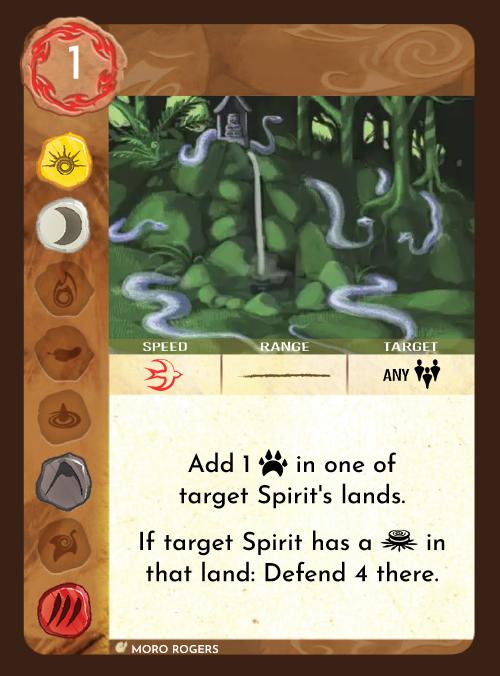 1
SPEED RANGE TARGET
ANY
Add 1 in one of
target Spirit's lands.
If target Spirit has a in
that land: Defend 4 there.
MORO ROGERS